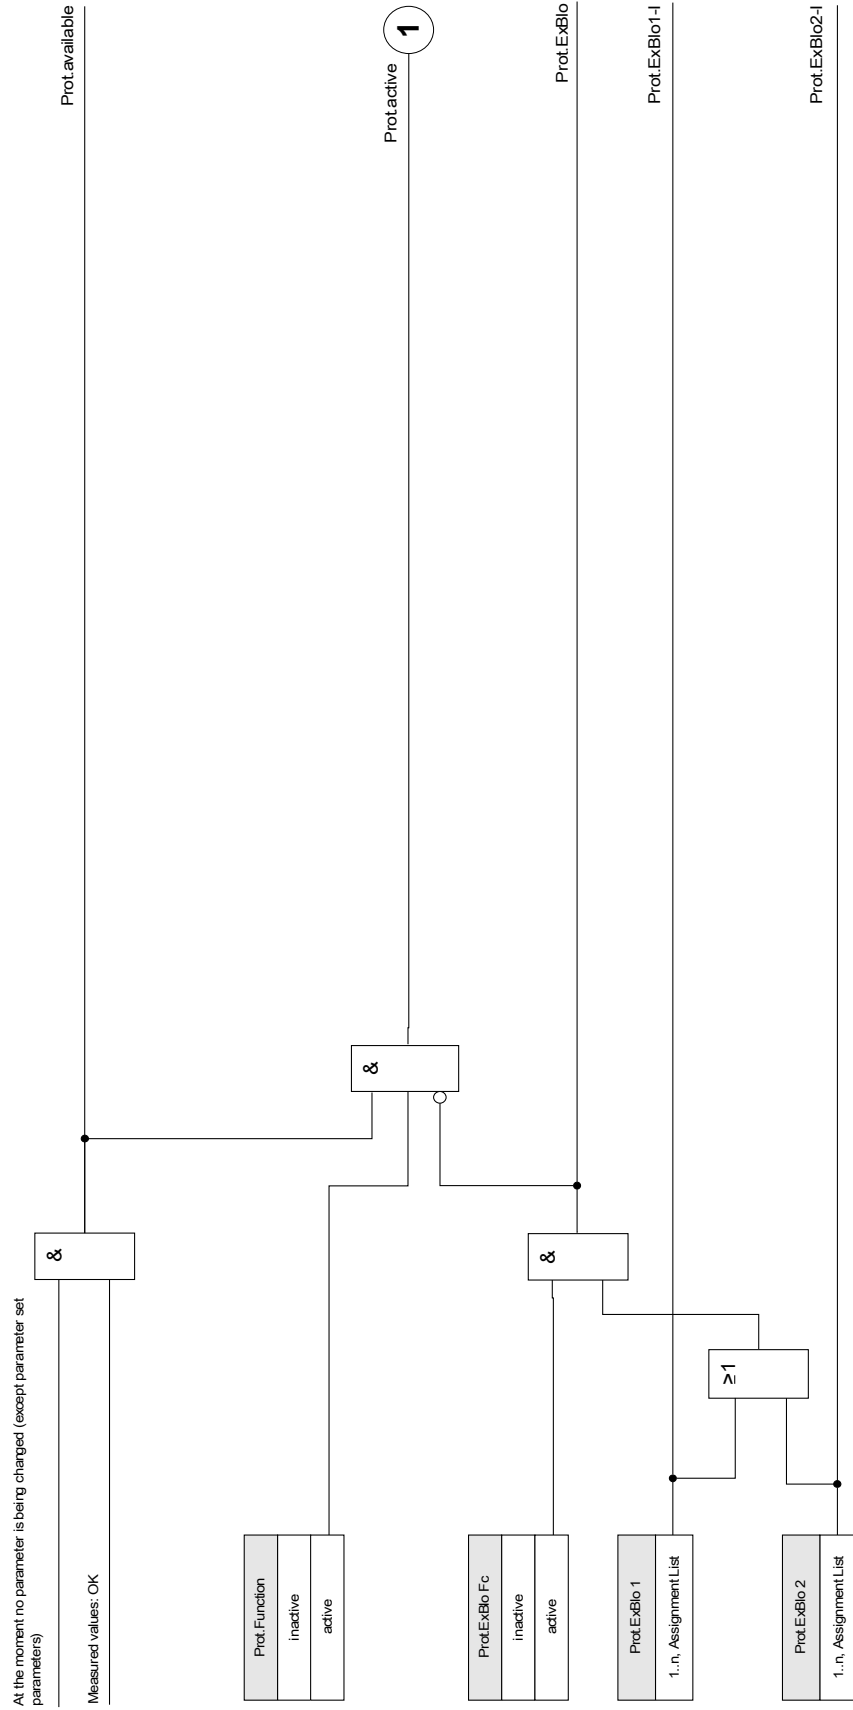 At the moment no parameter is being changed (except parameter set
parameters)
&
Prot.available
Measured values: OK
Prot.Function
inactive
active
&
Prot.active
1
Prot.ExBlo Fc
inactive
active
&
Prot.ExBlo
Prot.ExBlo 1
1..n, Assignment List
Prot.ExBlo1-I
≥1
Prot.ExBlo 2
1..n, Assignment List
Prot.ExBlo2-I